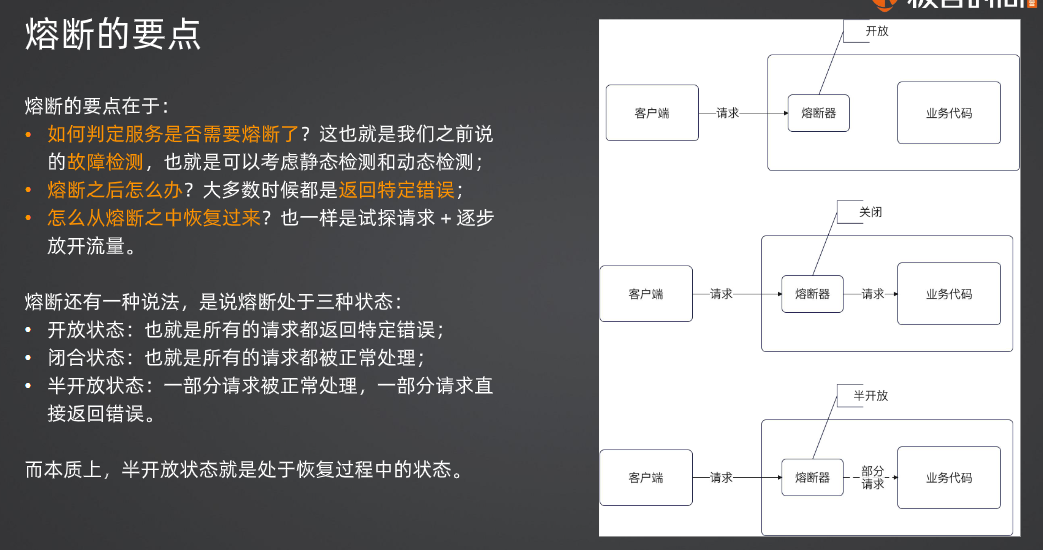 熔断的要点
熔断的要点在于：
• 如何判定服务是否需要熔断了？这也就是我们之前说
的故障检测，也就是可以考虑静态检测和动态检测；
• 熔断之后怎么办？大多数时候都是返回特定错误；
• 怎么从熔断之中恢复过来？也一样是试探请求 + 逐步
放开流量。
熔断还有一种说法，是说熔断处于三种状态：
• 开放状态：也就是所有的请求都返回特定错误；
• 闭合状态：也就是所有的请求都被正常处理；
• 半开放状态：一部分请求被正常处理，一部分请求直
接返回错误。
而本质上，半开放状态就是处于恢复过程中的状态。
开放
客户端
请求
熔断器
业务代码
关闭
客户端
请求
熔断器
请求
业务代码
半开放
客户端
请求
熔断器
部分
请求
业务代码